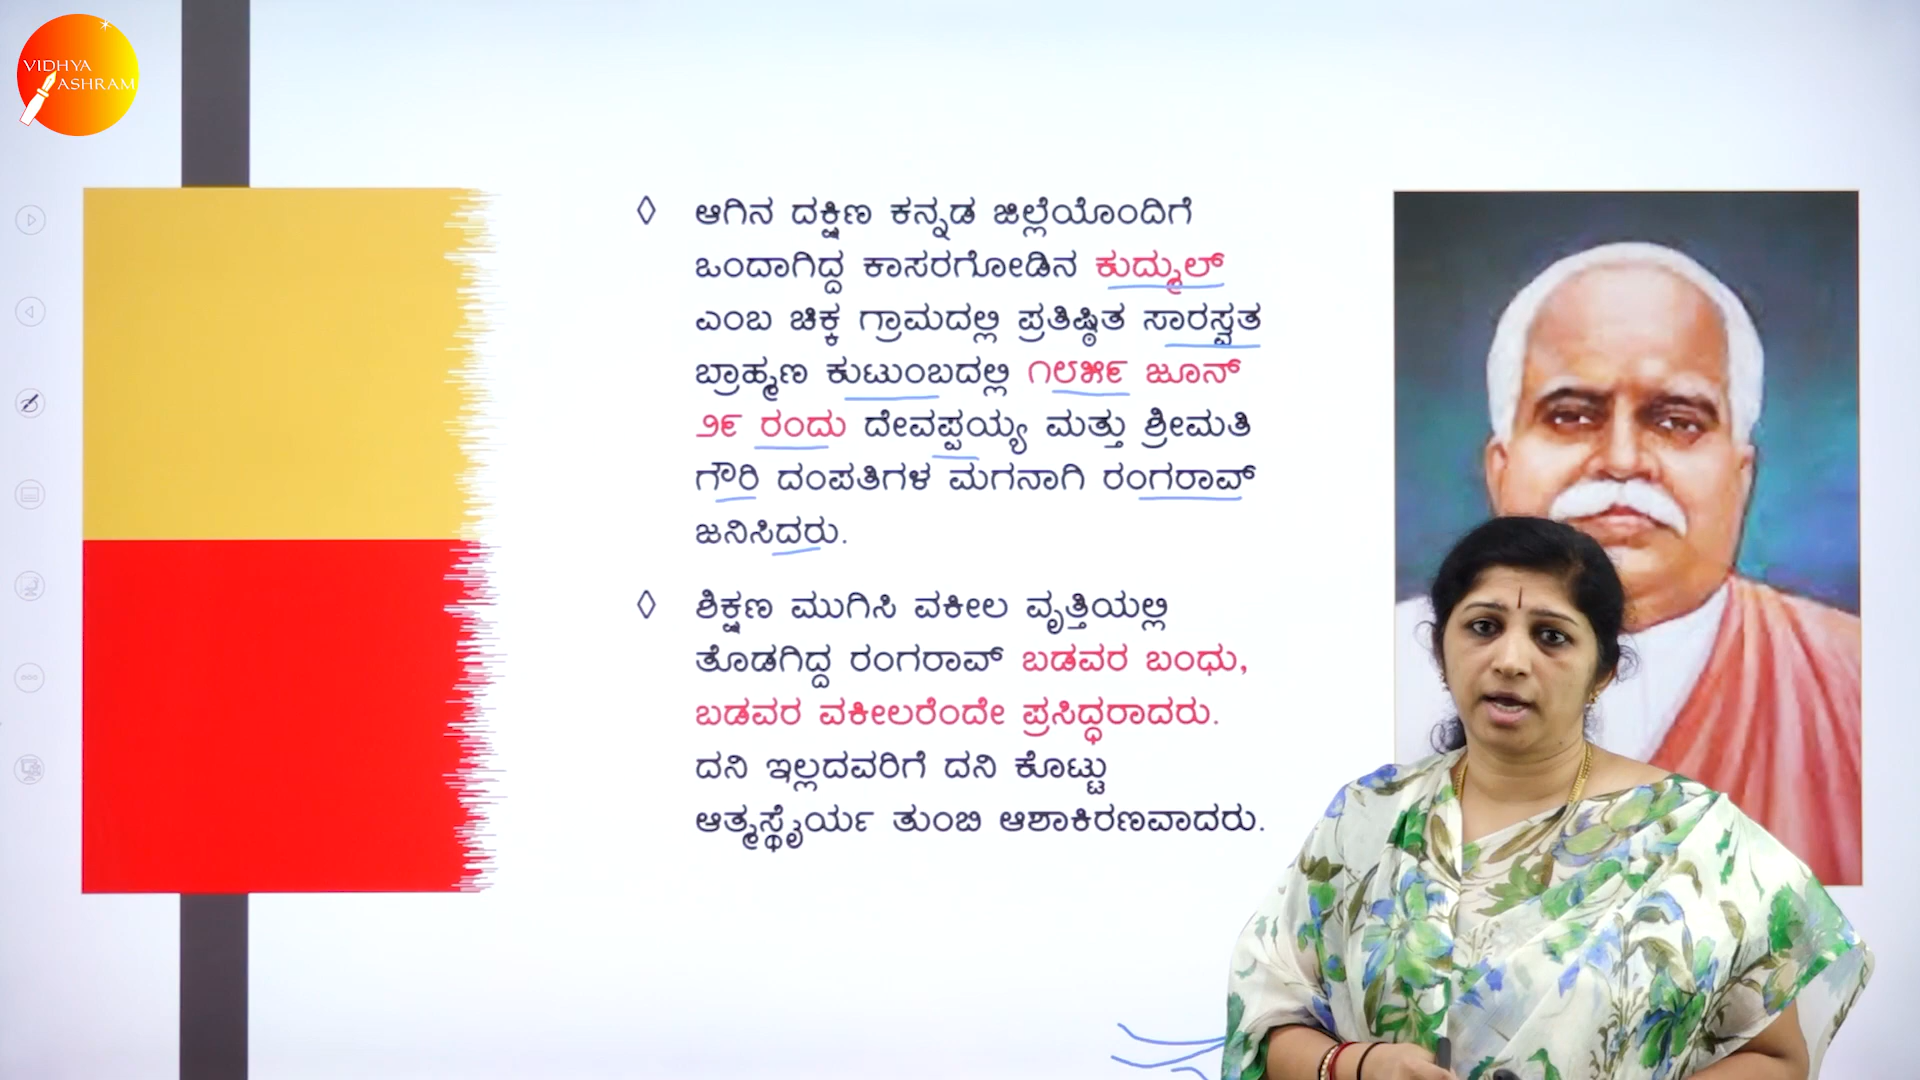 VIDHYA
ASHRAM
◊ ಆಗಿನ ದಕ್ಷಿಣ ಕನ್ನಡ ಜಿಲ್ಲೆಯೊಂದಿಗೆ
ಒಂದಾಗಿದ್ದ ಕಾಸರಗೋಡಿನ ಕುದ್ಮುಲ್
ಎಂಬ ಚಿಕ್ಕ ಗ್ರಾಮದಲ್ಲಿ ಪ್ರತಿಷ್ಠಿತ ಸಾರಸ್ವತ
ಬ್ರಾಹ್ಮಣ ಕುಟುಂಬದಲ್ಲಿ ೧೮೫೯ ಜೂನ್
೨೯ ರಂದು ದೇವಪ್ಪಯ್ಯ ಮತ್ತು ಶ್ರೀಮತಿ
ಗೌರಿ ದಂಪತಿಗಳ ಮಗನಾಗಿ ರಂಗರಾವ್
ಜನಿಸಿದರು.
◊ ಶಿಕ್ಷಣ ಮುಗಿಸಿ ವಕೀಲ ವೃತ್ತಿಯಲ್ಲಿ
ತೊಡಗಿದ್ದ ರಂಗರಾವ್ ಬಡವರ ಬಂಧು,
ಬಡವರ ವಕೀಲರೆಂದೇ ಪ್ರಸಿದ್ಧರಾದರು.
ದನಿ ಇಲ್ಲದವರಿಗೆ ದನಿ ಕೊಟ್ಟು
ಆತ್ಮಸ್ಥೈರ್ಯ ತುಂಬಿ ಆಶಾಕಿರಣವಾದರು.